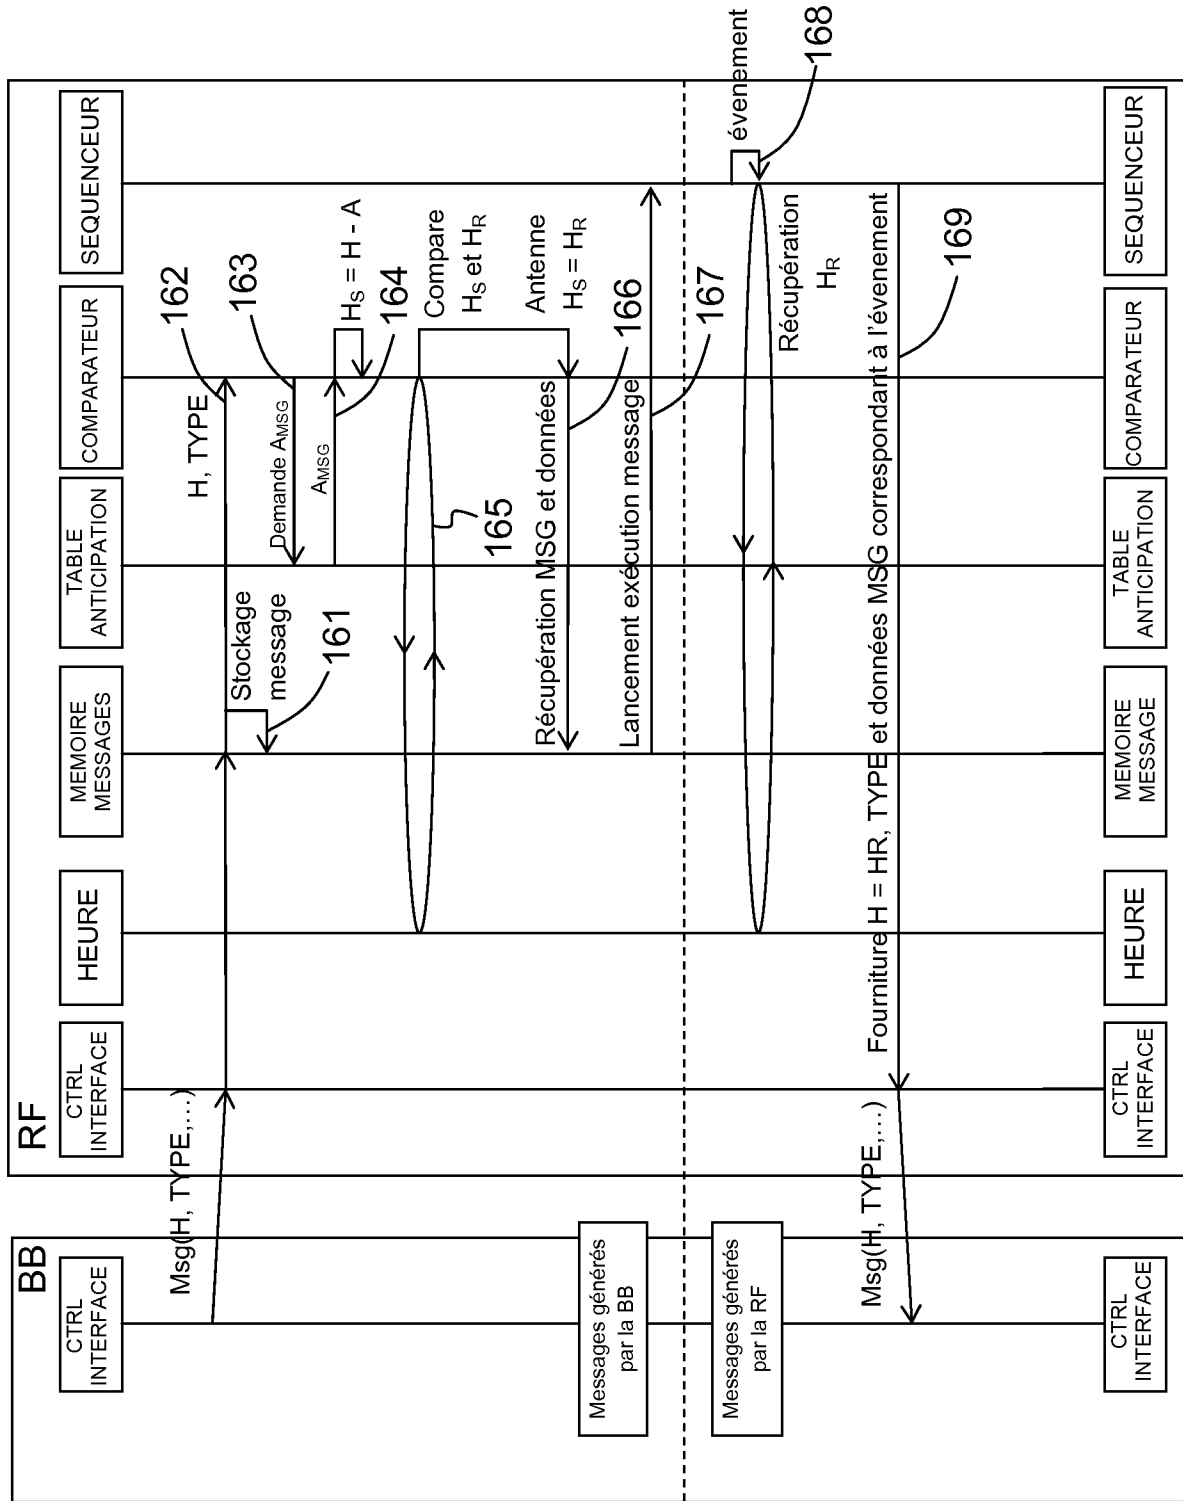 BB
RF
CTRL
INTERFACE
CTRL
INTERFACE
HEURE
MEMOIRE
MESSAGES
TABLE
ANTICIPATION
COMPARATEUR
SEQUENCEUR
Msg(H, TYPE,...)
H, TYPE
162
Stockage
message
161
Demande AMSG
163
AMSG
164
HS = H - A
165
Compare
HS et HR
Antenne
HS = HR
Récupération MSG et données
166
Lancement exécution message
167
Messages générés
par la BB
Messages générés
par la RF
évenement
168
Récupération
HR
Fourniture H = HR, TYPE et données MSG correspondant à l'évenement
169
Msg(H, TYPE,...)
CTRL
INTERFACE
CTRL
INTERFACE
HEURE
MEMOIRE
MESSAGE
TABLE
ANTICIPATION
COMPARATEUR
SEQUENCEUR